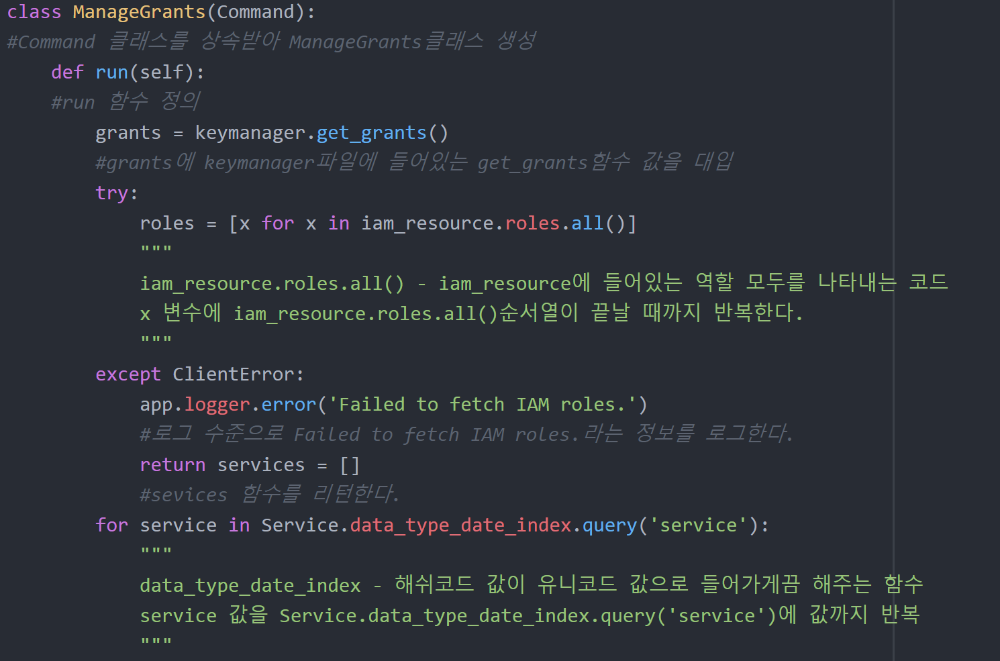 class ManageGrants(Command):
#Command 클래스를 상속받아 ManageGrants클래스 생성
    def run(self):
    #run 함수 정의
        grants = keymanager.get_grants()
        #grants에 keymanager파일에 들어있는 get_grants함수 값을 대입
        try:
            roles = [x for x in iam_resource.roles.all()]
            """
            iam_resource.roles.all() - iam_resource에 들어있는 역할 모두를 나타내는 코드
            x 변수에 iam_resource.roles.all()순서열이 끝날 때까지 반복한다.
            """
        except ClientError:
            app.logger.error('Failed to fetch IAM roles.')
            #로그 수준으로 Failed to fetch IAM roles.라는 정보를 로그한다.
            return services = []
            #sevices 함수를 리턴한다.
        for service in Service.data_type_date_index.query('service'):
            """
            data_type_date_index - 해쉬코드 값이 유니코드 값으로 들어가게끔 해주는 함수
            service 값을 Service.data_type_date_index.query('service')에 값까지 반복
            """